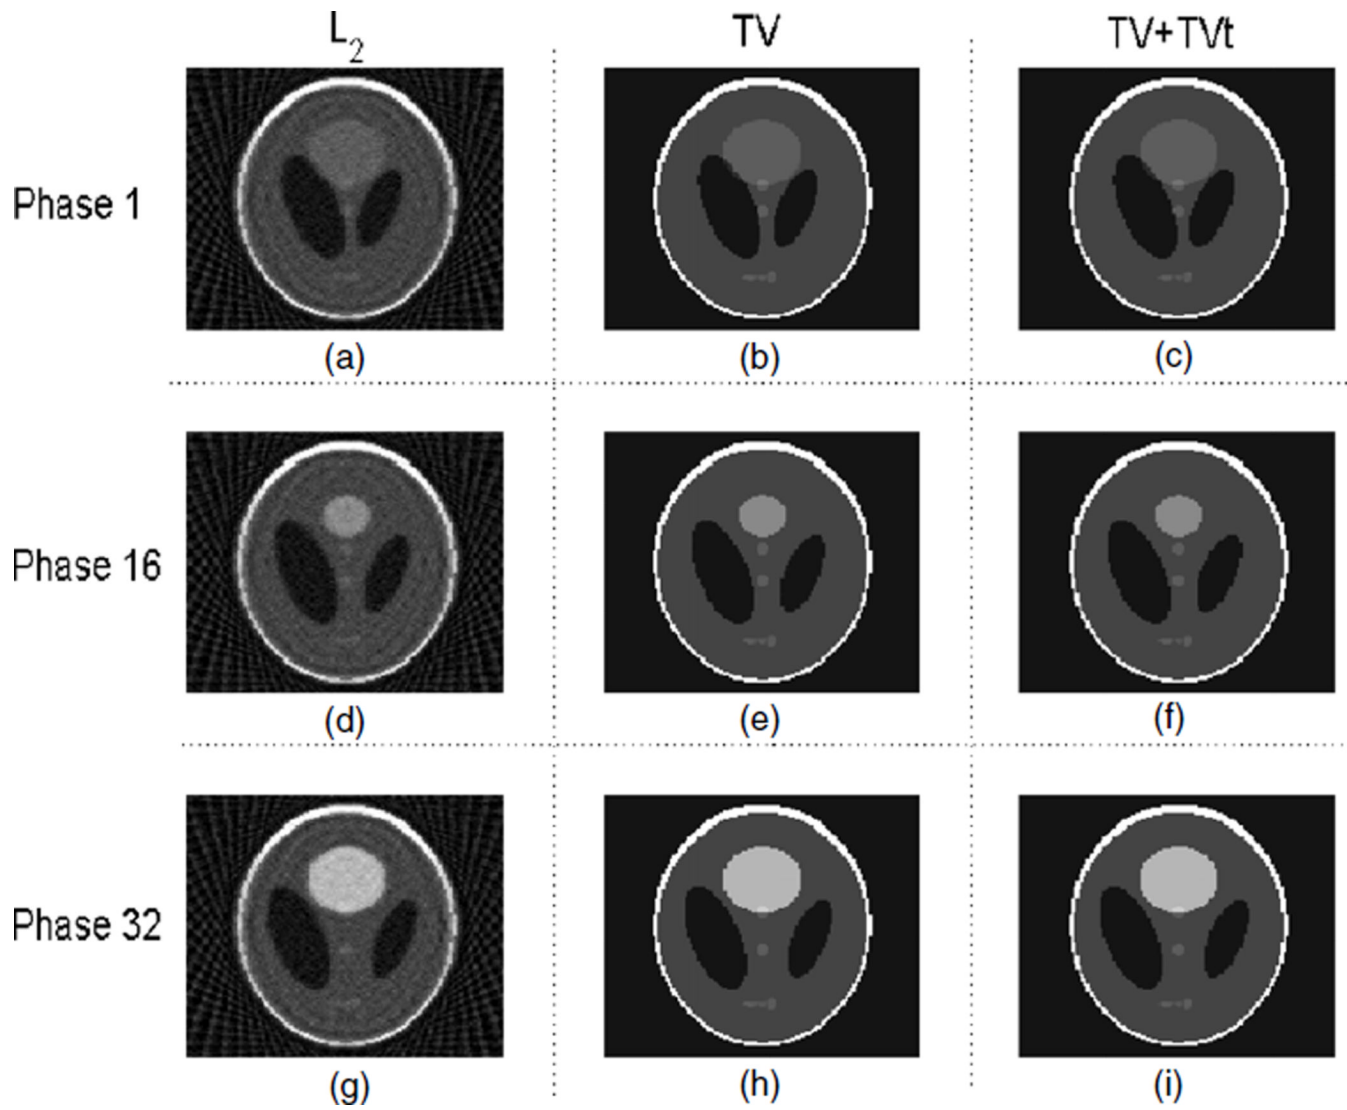 L2 TV TV+TVt
Phase 1
(a) (b) (c)
Phase 16
(d) (e) (f)
Phase 32
(g) (h) (i)